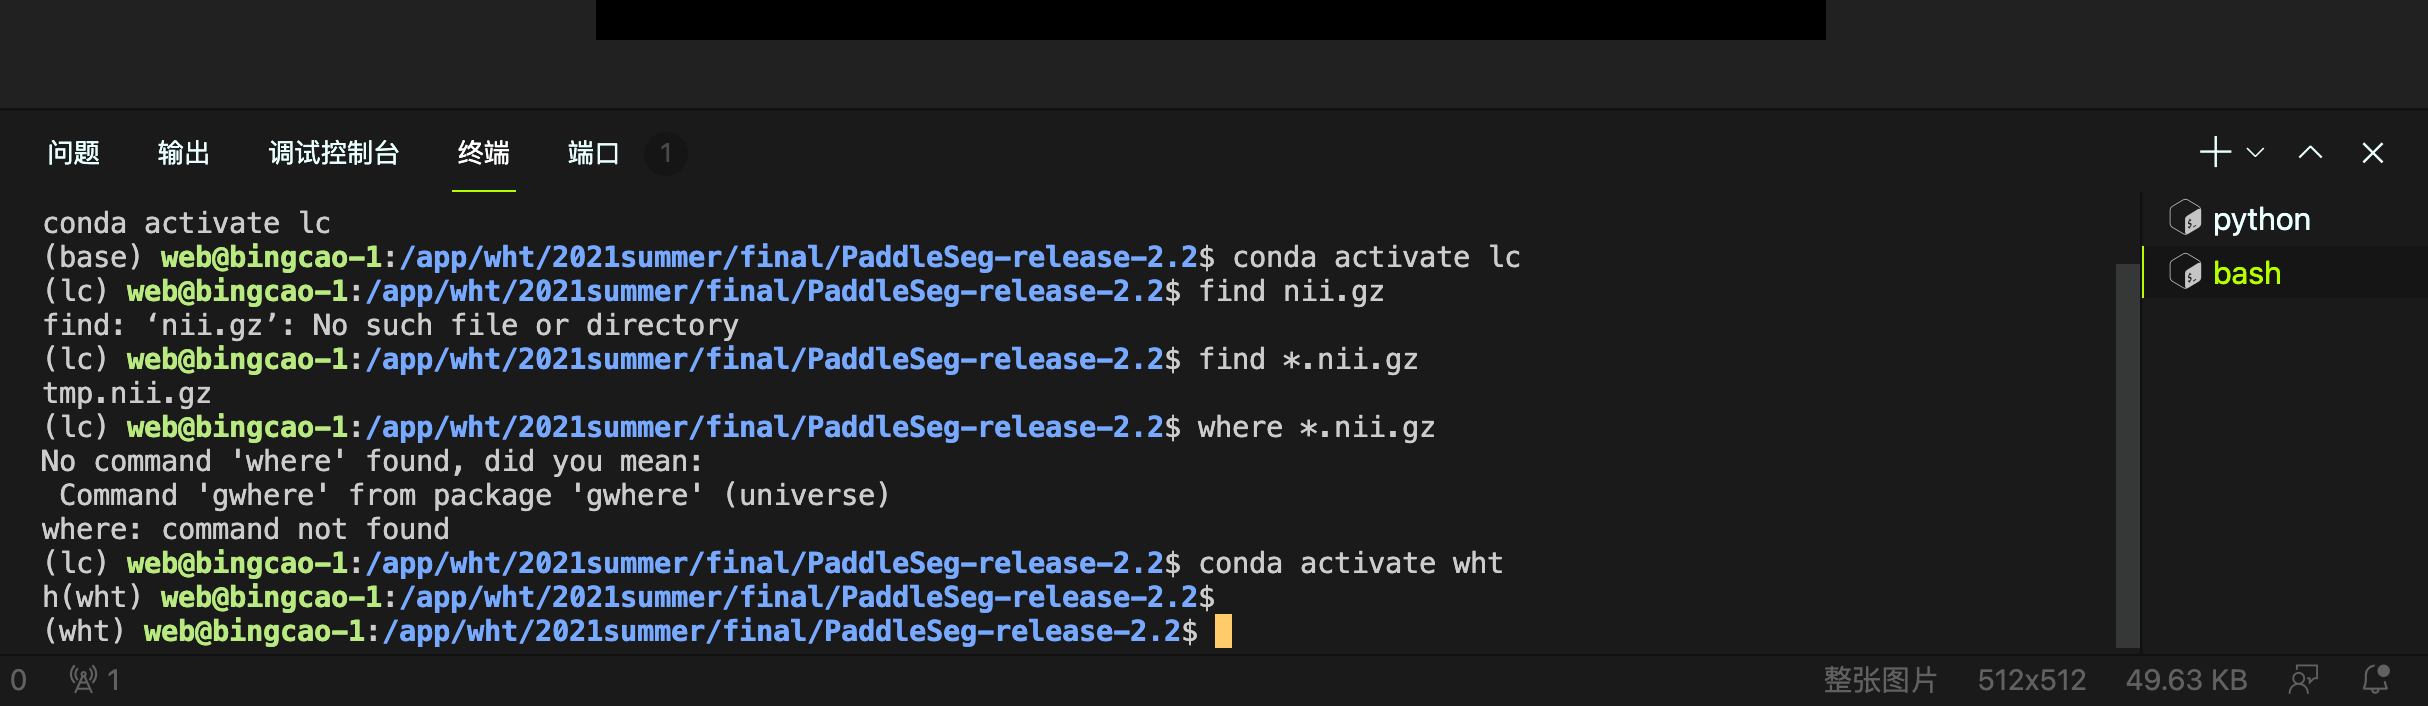 问题 输出 调试控制台 终端 端口 1
conda activate lc
(base) web@bingcao-1:/app/wht/2021summer/final/PaddleSeg-release-2.2$ conda activate lc
(lc) web@bingcao-1:/app/wht/2021summer/final/PaddleSeg-release-2.2$ find nii.gz
find: ‘nii.gz’: No such file or directory
(lc) web@bingcao-1:/app/wht/2021summer/final/PaddleSeg-release-2.2$ find *.nii.gz
tmp.nii.gz
(lc) web@bingcao-1:/app/wht/2021summer/final/PaddleSeg-release-2.2$ where *.nii.gz
No command 'where' found, did you mean:
 Command 'gwhere' from package 'gwhere' (universe)
where: command not found
(lc) web@bingcao-1:/app/wht/2021summer/final/PaddleSeg-release-2.2$ conda activate wht
h(wht) web@bingcao-1:/app/wht/2021summer/final/PaddleSeg-release-2.2$
(wht) web@bingcao-1:/app/wht/2021summer/final/PaddleSeg-release-2.2$
python
bash
0 1 整张图片 512x512 49.63 KB